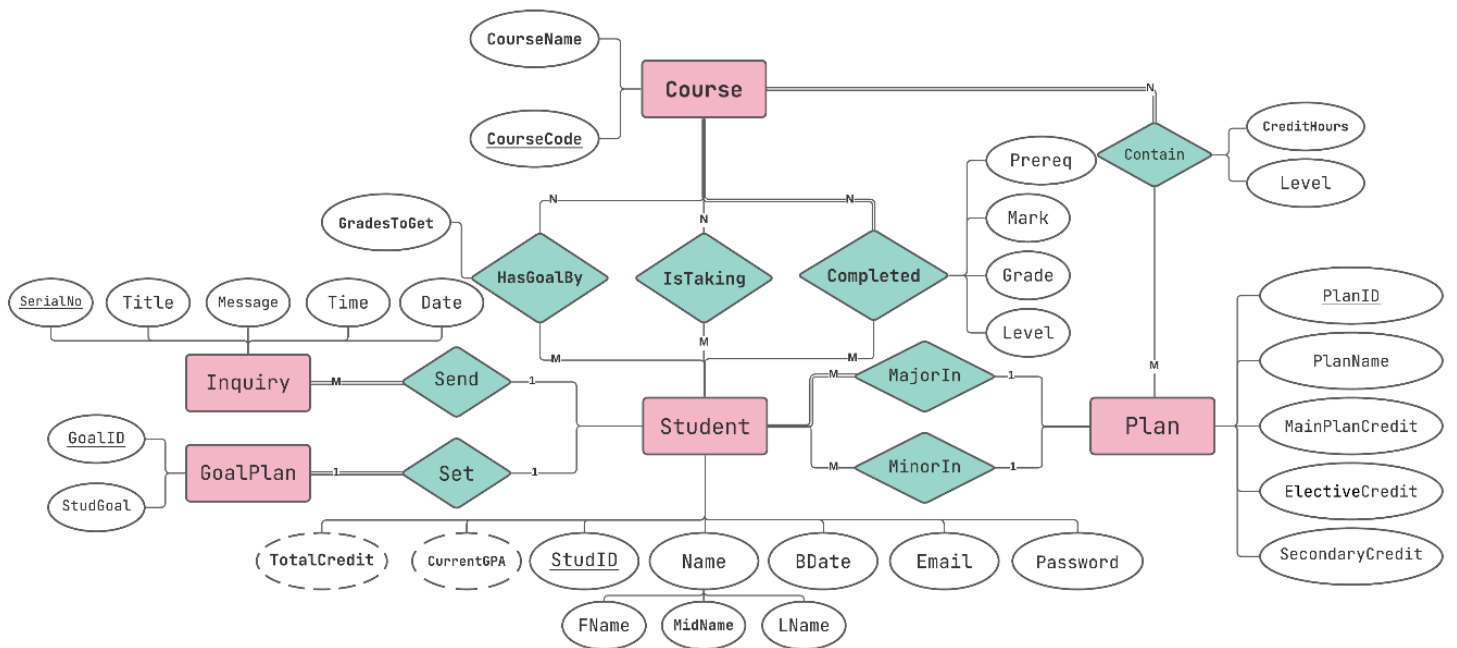 CourseName
Course
N
CourseCode
CreditHours
Contain
Prereq
Level
N
N
N
GradesToGet
Mark
HasGoalBy
IsTaking
Completed
Grade
SerialNo
Title
Message
Time
Date
PlanID
Level
M
M
M
M
PlanName
Inquiry
M
Send
1
M
MajorIn
1
GoalID
Student
Plan
MainPlanCredit
GoalPlan
1
Set
1
M
MinorIn
1
StudGoal
ElectiveCredit
TotalCredit
CurrentGPA
StudID
Name
BDate
Email
Password
SecondaryCredit
FName
MidName
LName